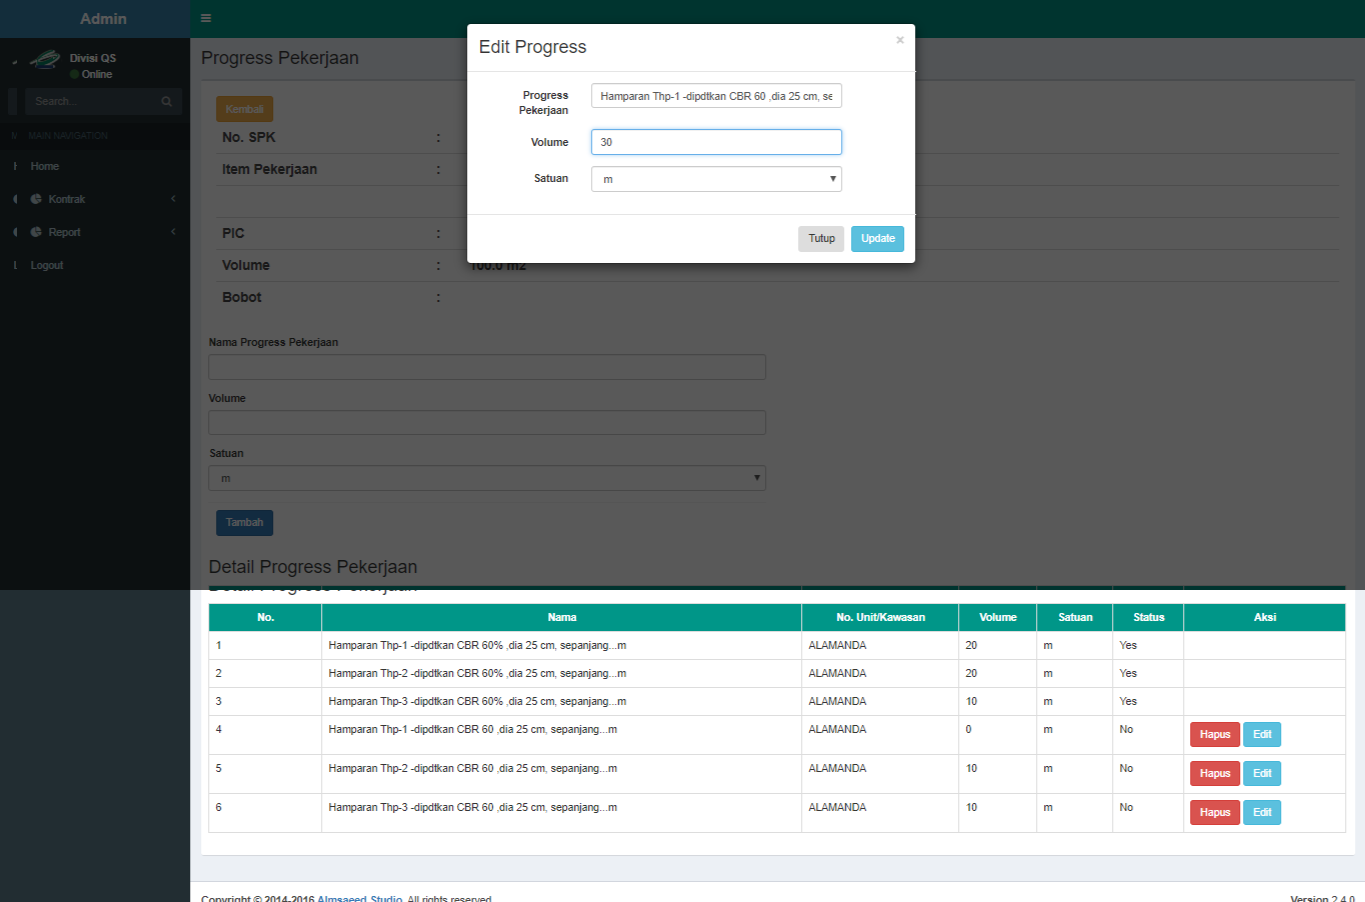 Admin
Divisi QS
Online
Search...
MAIN NAVIGATION
Home
Kontrak
Report
Logout
Progress Pekerjaan
Kembali
No. SPK :
Item Pekerjaan :
PIC :
Volume : 100.0 m2
Bobot :
Edit Progress ×
Progress Pekerjaan
Hamparan Thp-1 -dipdtkan CBR 60 ,dia 25 cm, se
Volume 30
Satuan m
Tutup Update
Nama Progress Pekerjaan
Volume
Satuan
m
Tambah
Detail Progress Pekerjaan
Detail Progress Pekerjaan
No. Nama No. Unit/Kawasan Volume Satuan Status Aksi
1 Hamparan Thp-1 -dipdtkan CBR 60% ,dia 25 cm, sepanjang...m ALAMANDA 20 m Yes
2 Hamparan Thp-2 -dipdtkan CBR 60% ,dia 25 cm, sepanjang...m ALAMANDA 20 m Yes
3 Hamparan Thp-3 -dipdtkan CBR 60% ,dia 25 cm, sepanjang...m ALAMANDA 10 m Yes
4 Hamparan Thp-1 -dipdtkan CBR 60 ,dia 25 cm, sepanjang...m ALAMANDA 0 m No Hapus Edit
5 Hamparan Thp-2 -dipdtkan CBR 60 ,dia 25 cm, sepanjang...m ALAMANDA 10 m No Hapus Edit
6 Hamparan Thp-3 -dipdtkan CBR 60 ,dia 25 cm, sepanjang...m ALAMANDA 10 m No Hapus Edit
Copyright © 2014-2016 Almsaeed Studio. All rights reserved. Version 2.4.0